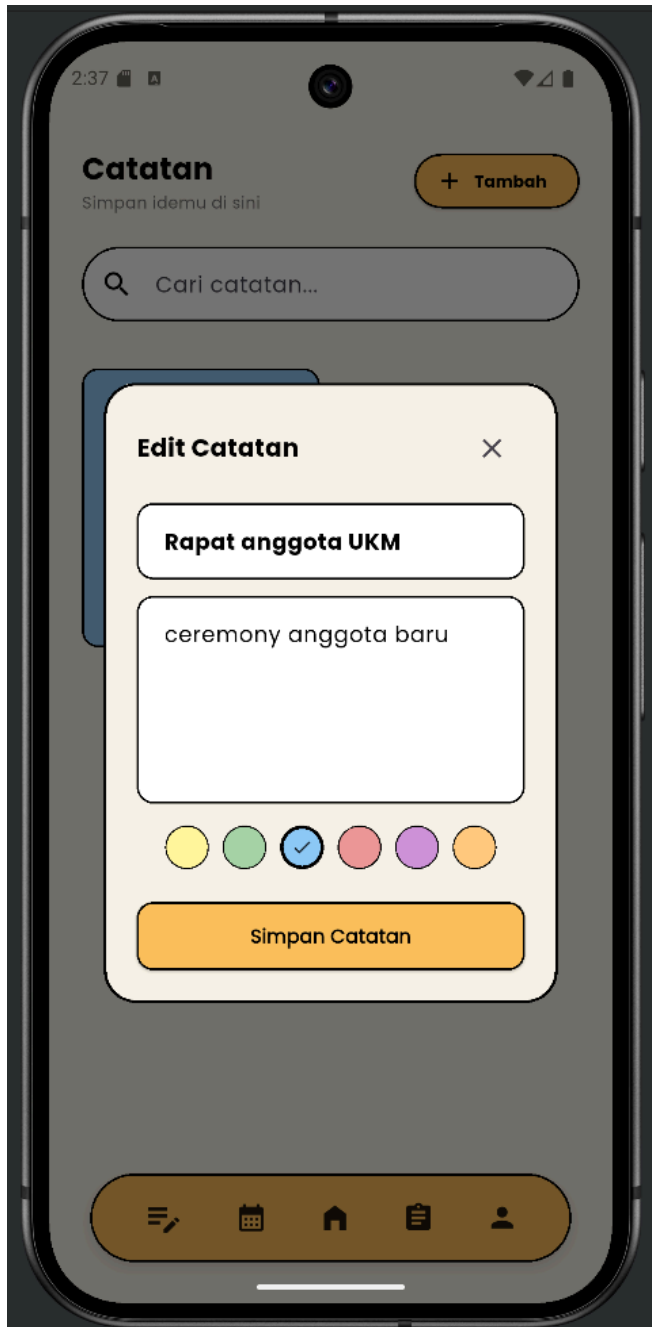 2:37
Catatan
Simpan idemu di sini
+ Tambah
Cari catatan...
Edit Catatan
Rapat anggota UKM
ceremony anggota baru
Simpan Catatan